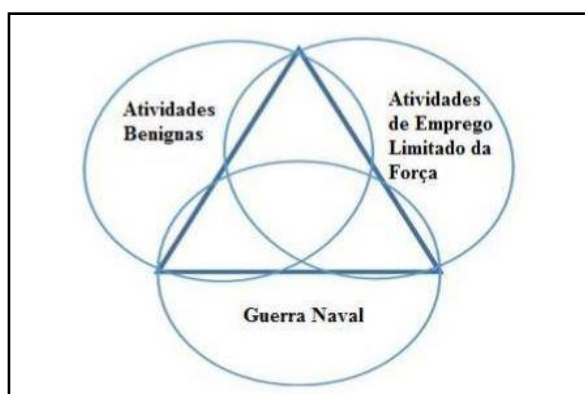 Atividades
Benignas
Atividades
de Emprego
Limitado da
Força
Guerra Naval